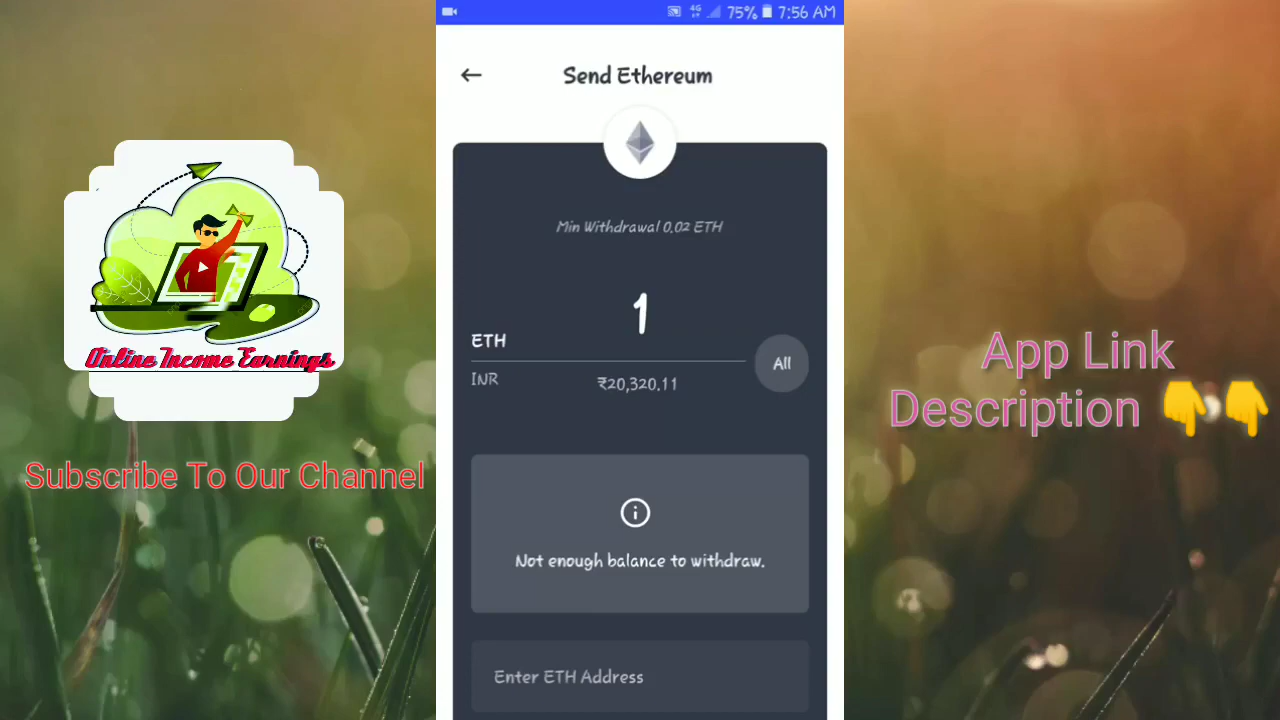 4G 75% 7:56 AM
Send Ethereum
Min Withdrawal 0.02 ETH
1
ETH
All
INR ₹20,320.11
Not enough balance to withdraw.
Enter ETH Address
Online Income Earnings
Subscribe To Our Channel
App Link
Description 👇👇